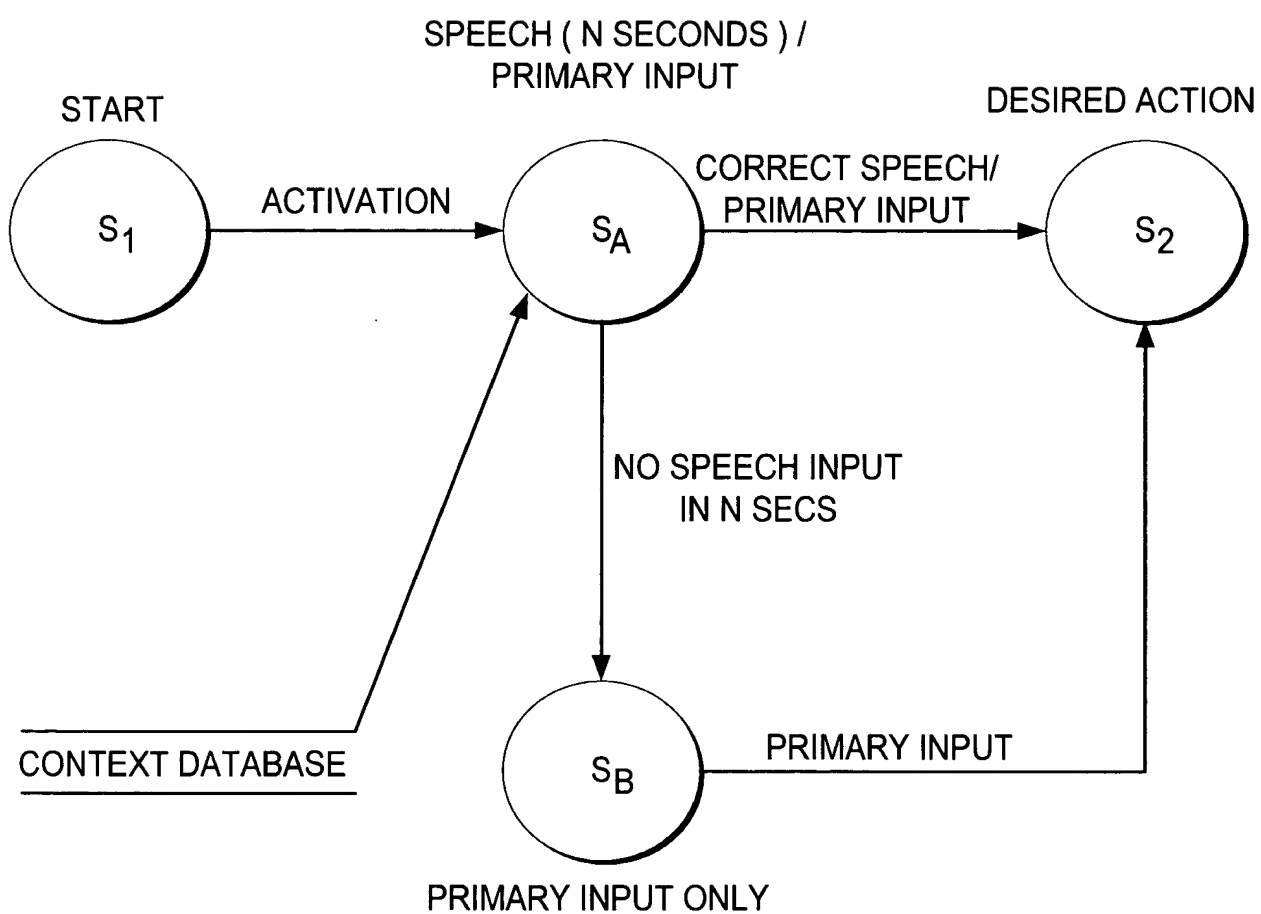 SPEECH ( N SECONDS ) /
PRIMARY INPUT
START
DESIRED ACTION
S1
ACTIVATION
SA
CORRECT SPEECH/
PRIMARY INPUT
S2
NO SPEECH INPUT
IN N SECS
CONTEXT DATABASE
SB
PRIMARY INPUT
PRIMARY INPUT ONLY